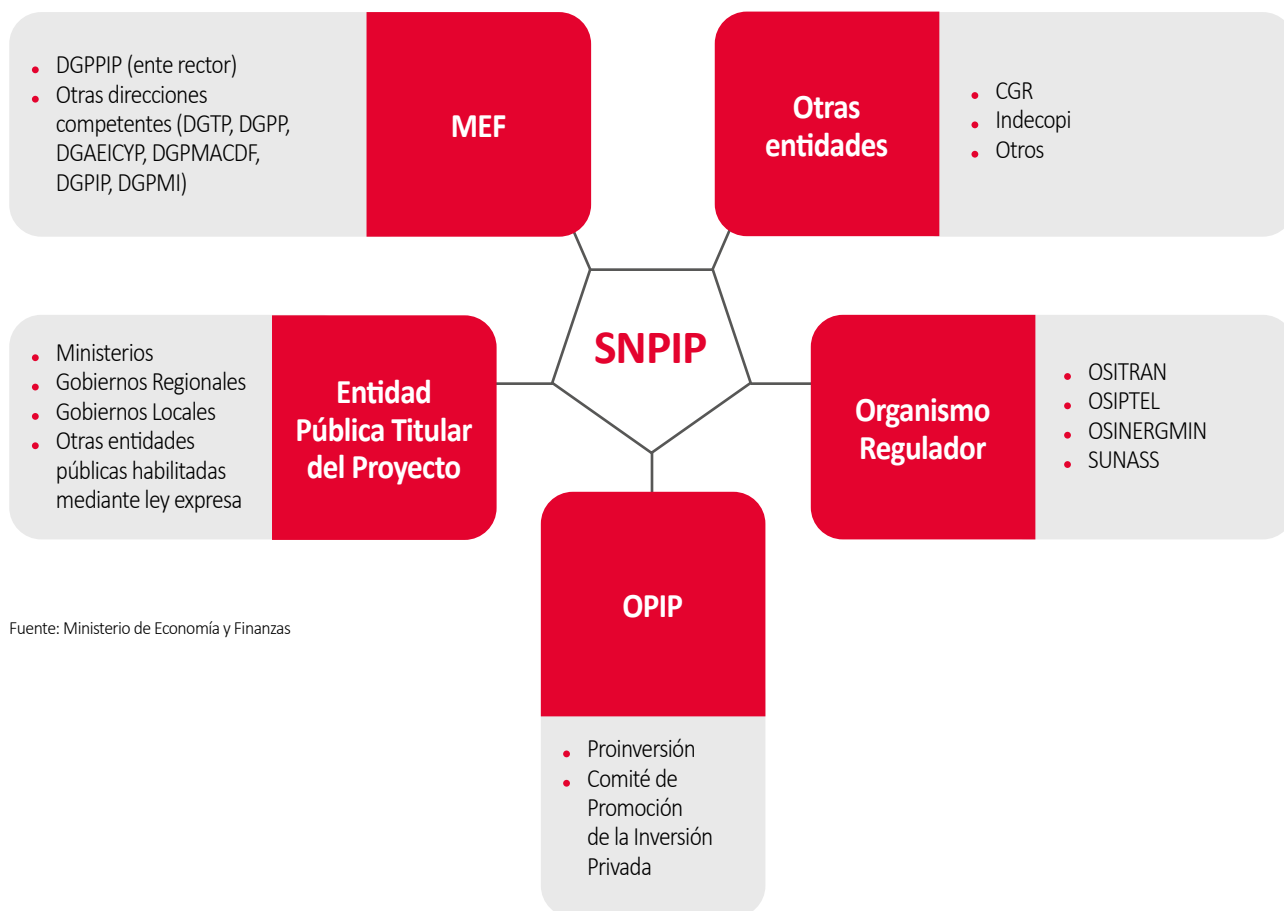 • DGPPIP (ente rector)
• Otras direcciones
competentes (DGTP, DGPP,
DGAEICYP, DGPMACDF,
DGPIP, DGPMI)
MEF
Otras
entidades
• CGR
• Indecopi
• Otros
SNPIP
• Ministerios
• Gobiernos Regionales
• Gobiernos Locales
• Otras entidades
públicas habilitadas
mediante ley expresa
Entidad
Pública Titular
del Proyecto
Organismo
Regulador
• OSITRAN
• OSIPTEL
• OSINERGMIN
• SUNASS
OPIP
• Proinversión
• Comité de
Promoción
de la Inversión
Privada
Fuente: Ministerio de Economía y Finanzas